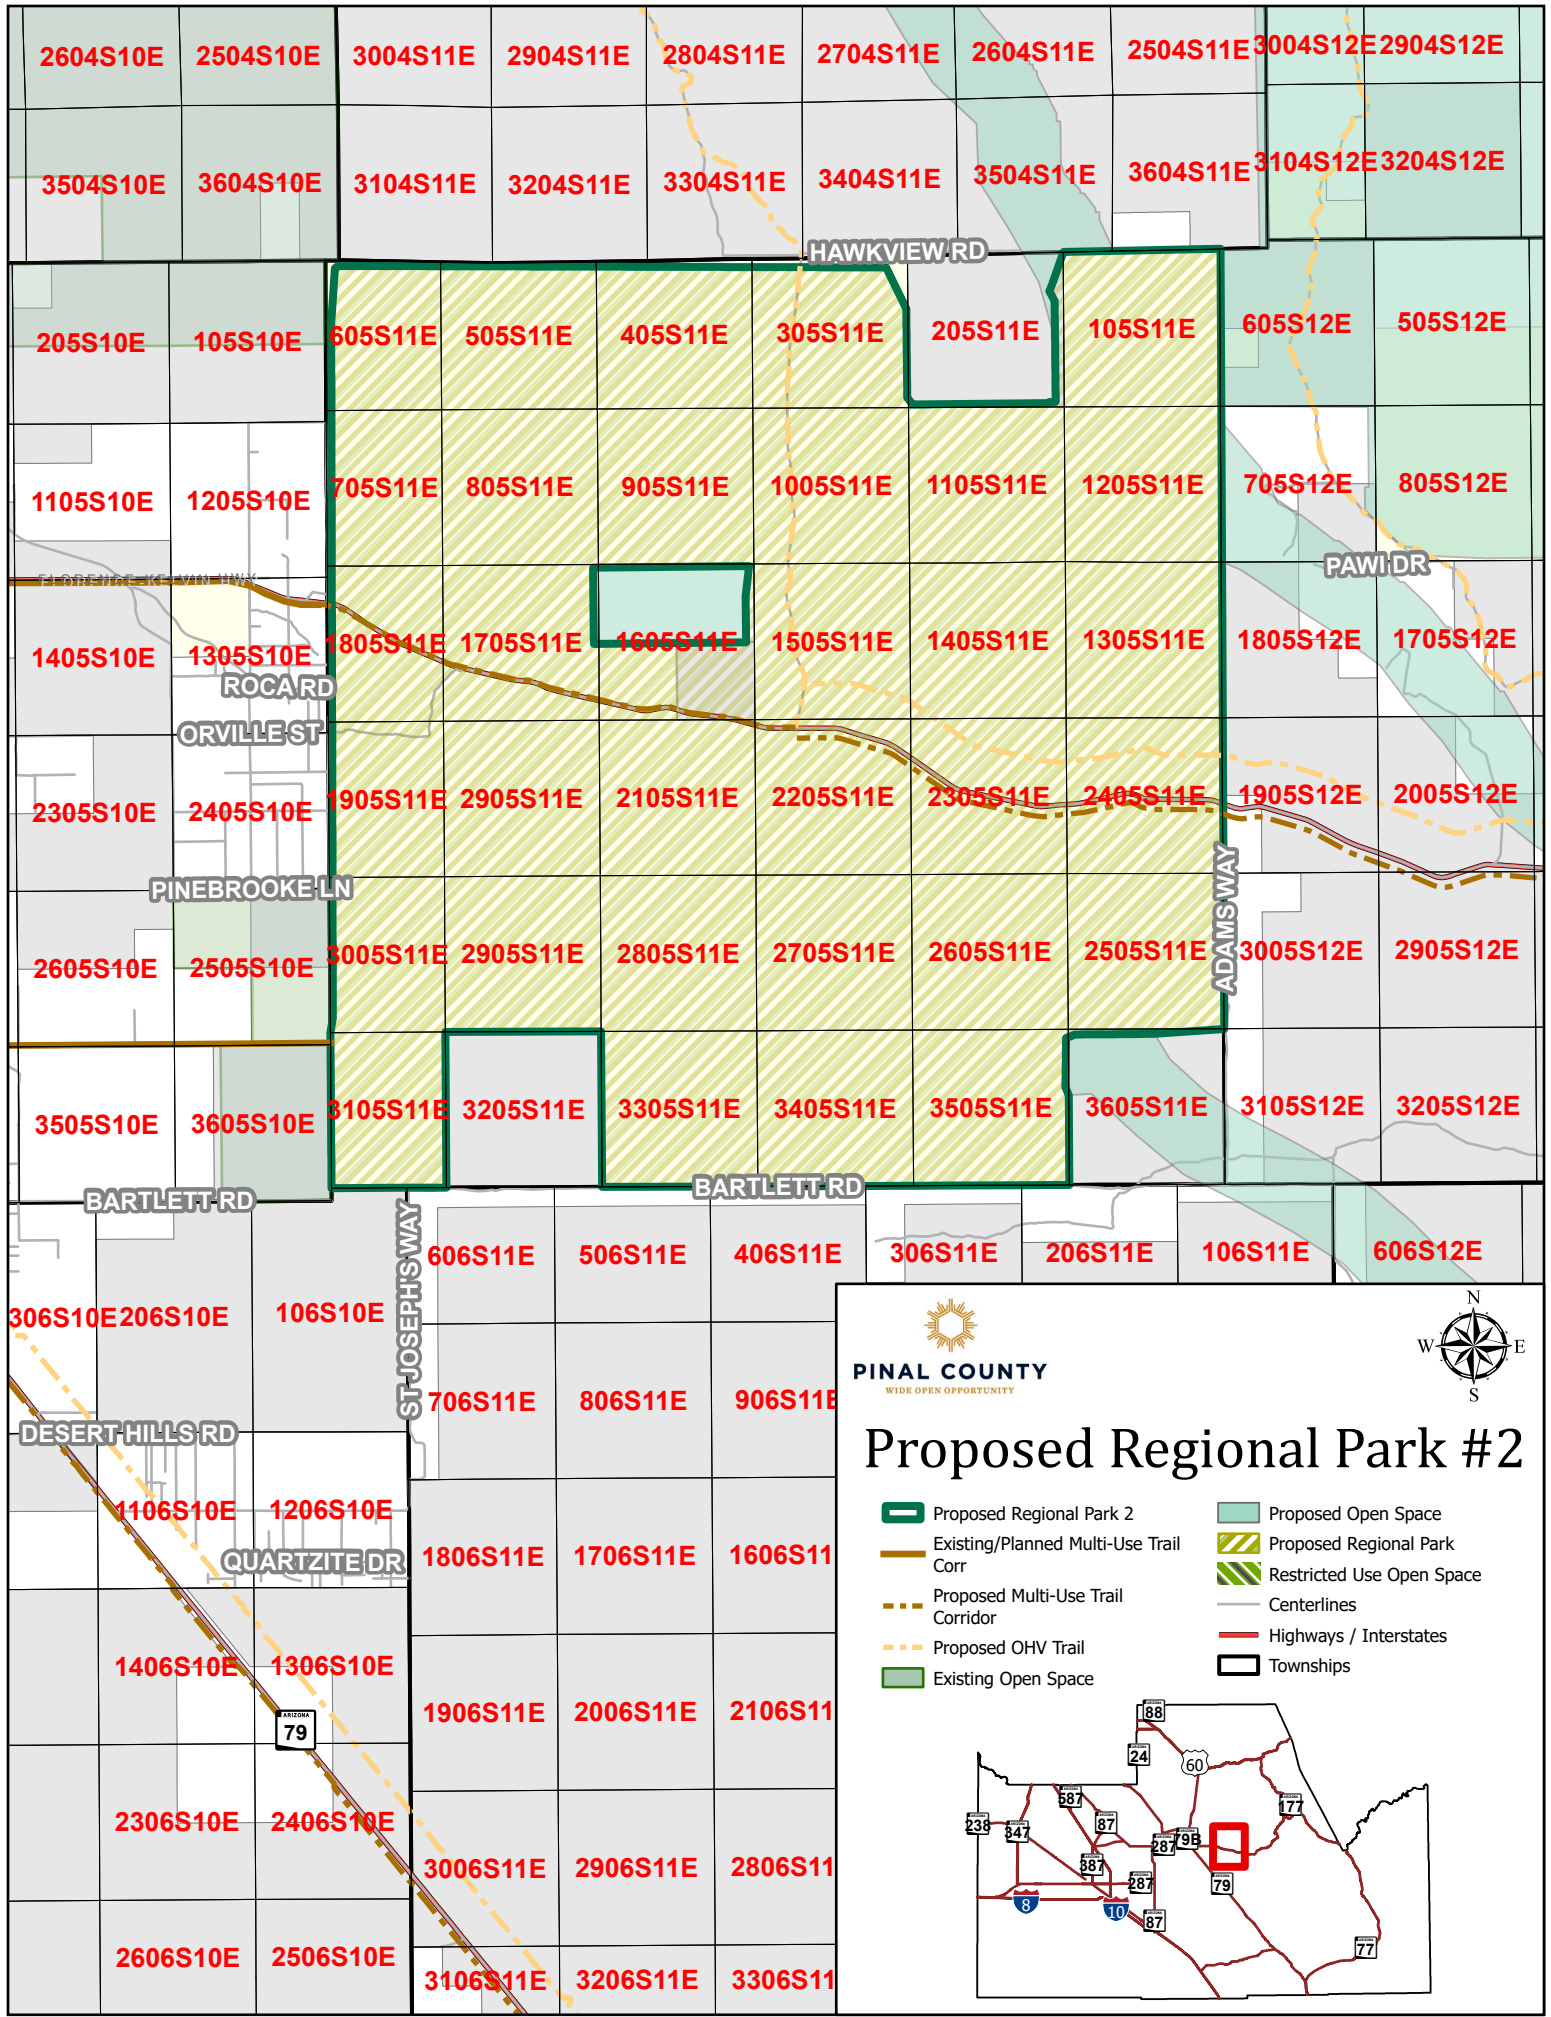 2604S10E 2504S10E 3004S11E 2904S11E 2804S11E 2704S11E 2604S11E 2504S11E 3004S12E 2904S12E
3504S10E 3604S10E 3104S11E 3204S11E 3304S11E 3404S11E 3504S11E 3604S11E 3104S12E 3204S12E
HAWKVIEW RD
205S10E 105S10E 605S11E 505S11E 405S11E 305S11E 205S11E 105S11E 605S12E 505S12E
1105S10E 1205S10E 705S11E 805S11E 905S11E 1005S11E 1105S11E 1205S11E 705S12E 805S12E
FLORENCE-KELVIN HWY
PAWI DR
1405S10E 1305S10E 1805S11E 1705S11E 1605S11E 1505S11E 1405S11E 1305S11E 1805S12E 1705S12E
ROCA RD
ORVILLE ST
2305S10E 2405S10E 1905S11E 2905S11E 2105S11E 2205S11E 2305S11E 2405S11E 1905S12E 2005S12E
PINEBROOKE LN
ADAMS WAY
2605S10E 2505S10E 3005S11E 2905S11E 2805S11E 2705S11E 2605S11E 2505S11E 3005S12E 2905S12E
3505S10E 3605S10E 3105S11E 3205S11E 3305S11E 3405S11E 3505S11E 3605S11E 3105S12E 3205S12E
BARTLETT RD
BARTLETT RD
ST JOSEPH'S WAY
606S11E 506S11E 406S11E 306S11E 206S11E 106S11E 606S12E
306S10E 206S10E 106S10E
706S11E 806S11E 906S11E
DESERT HILLS RD
1106S10E 1206S10E
QUARTZITE DR
1806S11E 1706S11E 1606S11
1406S10E 1306S10E
ARIZONA
79
1906S11E 2006S11E 2106S11
2306S10E 2406S10E
3006S11E 2906S11E 2806S11
2606S10E 2506S10E
3106S11E 3206S11E 3306S11
PINAL COUNTY
WIDE OPEN OPPORTUNITY
N
W E
S
Proposed Regional Park #2
Proposed Regional Park 2
Existing/Planned Multi-Use Trail
Corr
Proposed Multi-Use Trail
Corridor
Proposed OHV Trail
Existing Open Space
Proposed Open Space
Proposed Regional Park
Restricted Use Open Space
Centerlines
Highways / Interstates
Townships
88
24
60
587
177
238
347
87
287
79B
387
287
79
8
10
87
77